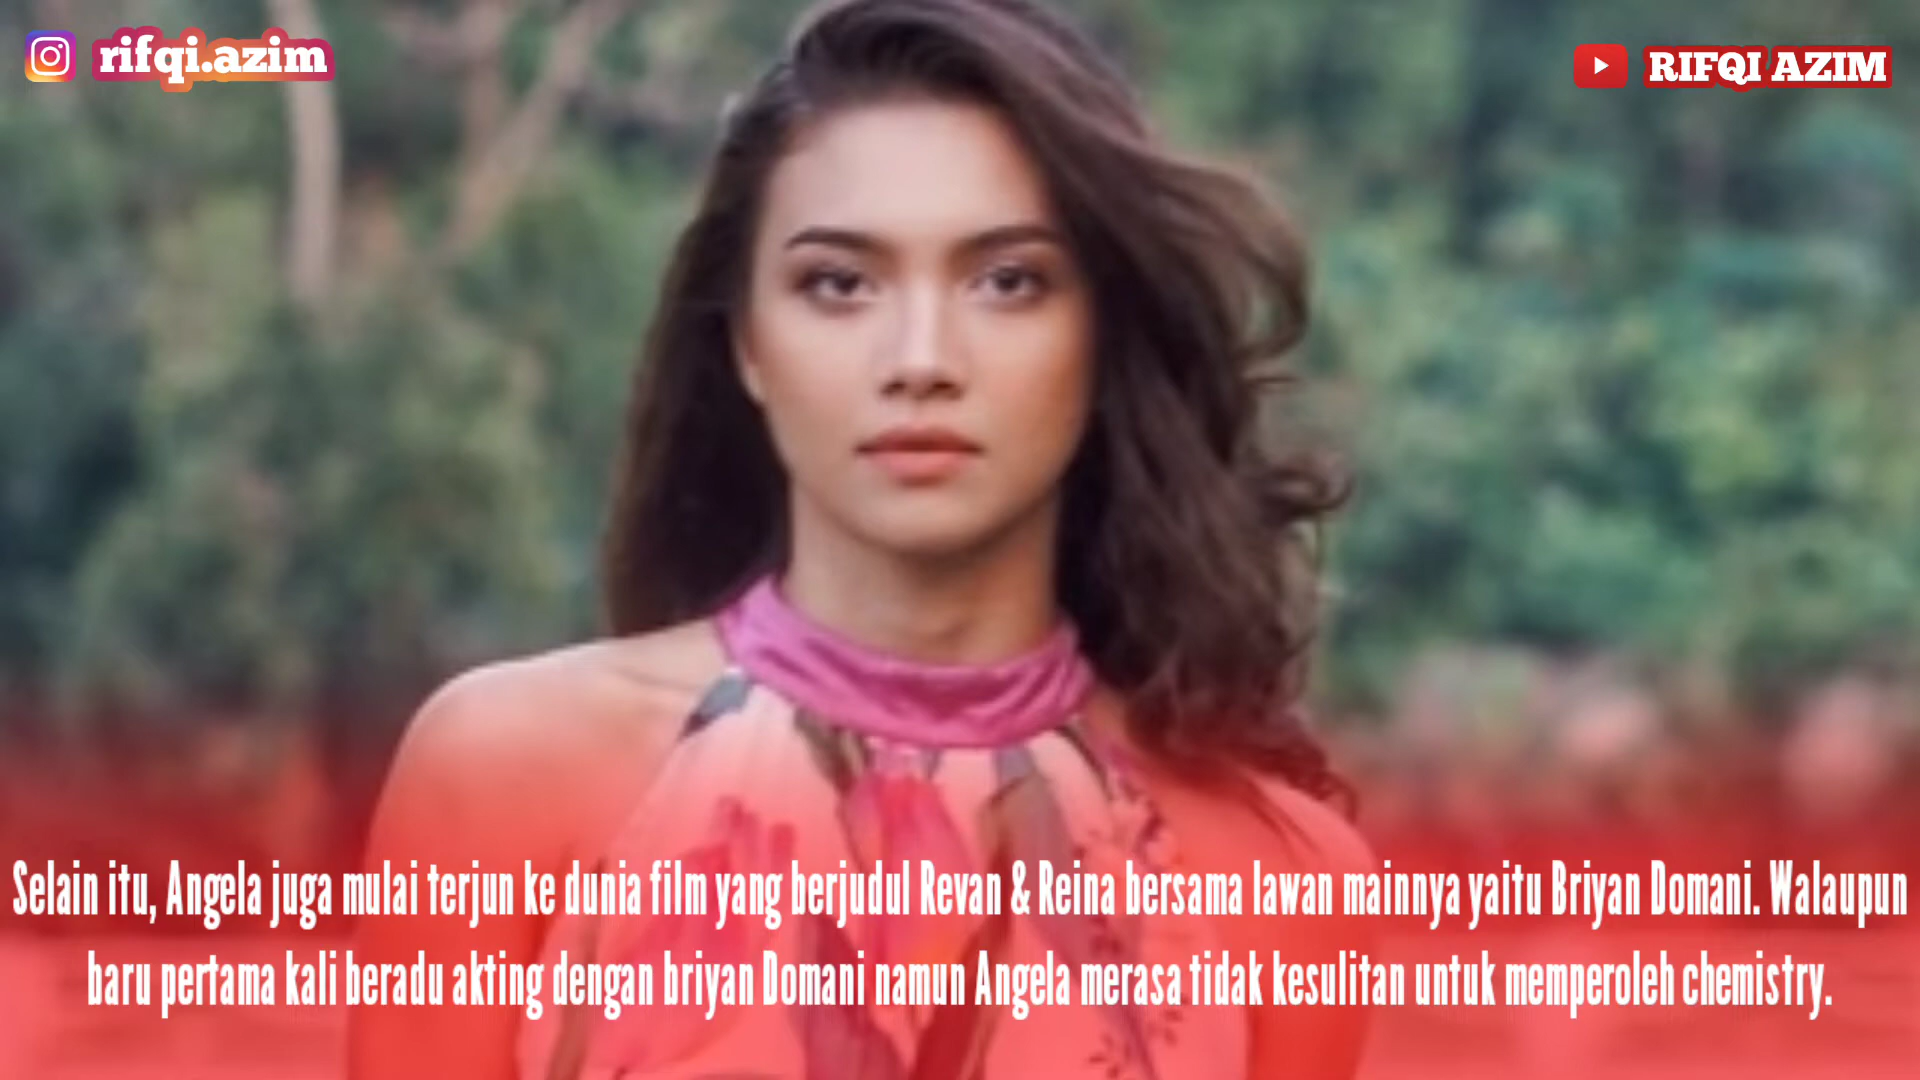 rifqi.azim
RIFQI AZIM
Selain itu, Angela juga mulai terjun ke dunia film yang berjudul Revan & Reina bersama lawan mainnya yaitu Briyan Domani. Walaupun
baru pertama kali beradu akting dengan briyan Domani namun Angela merasa tidak kesulitan untuk memperoleh chemistry.